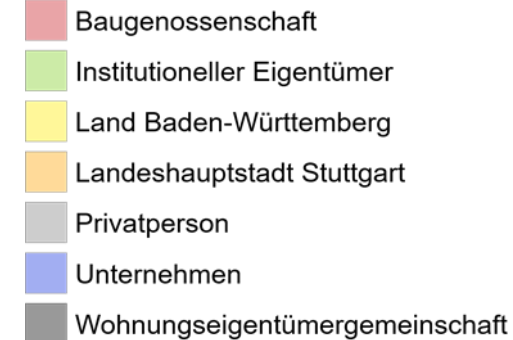 Baugenossenschaft
Institutioneller Eigentümer
Land Baden-Württemberg
Landeshauptstadt Stuttgart
Privatperson
Unternehmen
Wohnungseigentümergemeinschaft